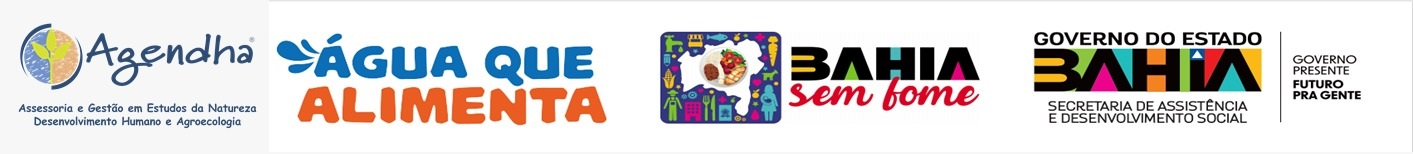 Agendha®
Assessoria e Gestão em Estudos da Natureza
Desenvolvimento Humano e Agroecologia
ÁGUA QUE
ALIMENTA
BAHIA
sem fome
GOVERNO DO ESTADO
BAHIA
SECRETARIA DE ASSISTÊNCIA
E DESENVOLVIMENTO SOCIAL
GOVERNO
PRESENTE
FUTURO
PRA GENTE